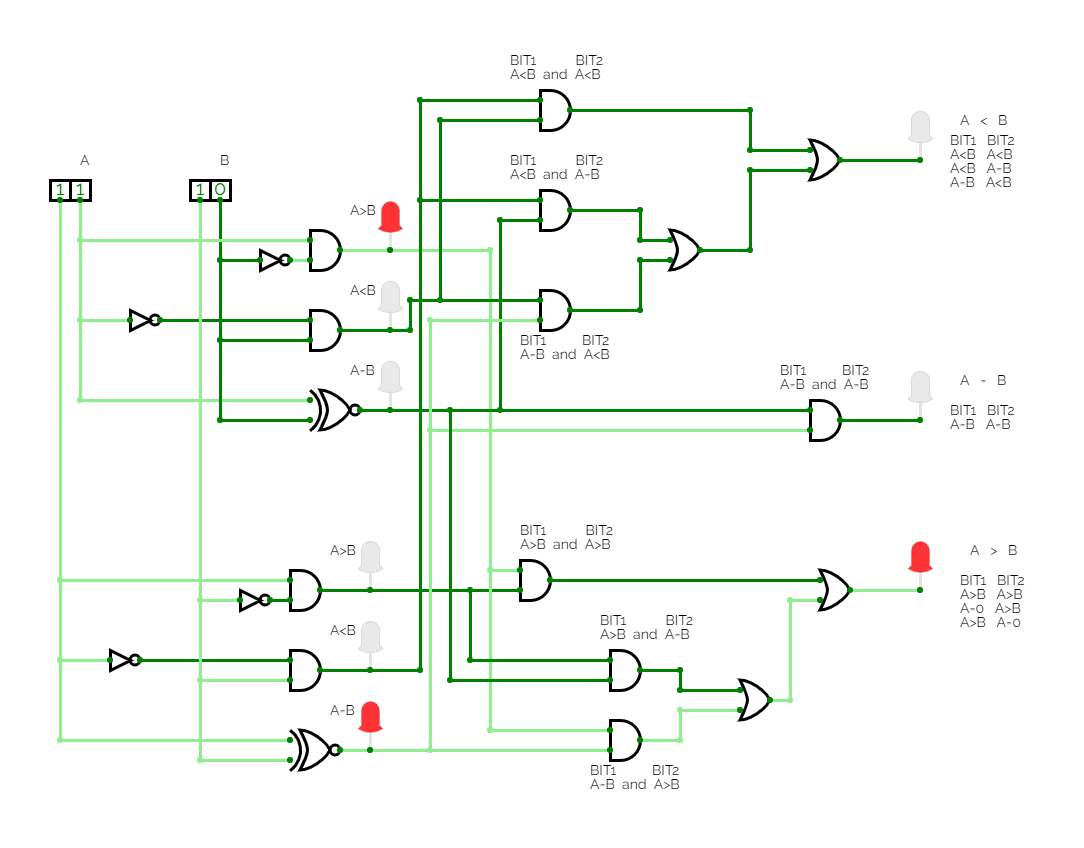 BIT1 BIT2
A<B and A<B
A < B
BIT1 BIT2
A<B A<B
A<B A-B
A-B A<B
A
B
1 1
1 0
BIT1 BIT2
A<B and A-B
A>B
A<B
BIT1 BIT2
A-B and A<B
A-B
BIT1 BIT2
A-B and A-B
A - B
BIT1 BIT2
A-B A-B
BIT1 BIT2
A>B and A>B
A>B
A > B
BIT1 BIT2
A>B A>B
A-0 A>B
A>B A-0
BIT1 BIT2
A>B and A-B
A<B
A-B
BIT1 BIT2
A-B and A>B